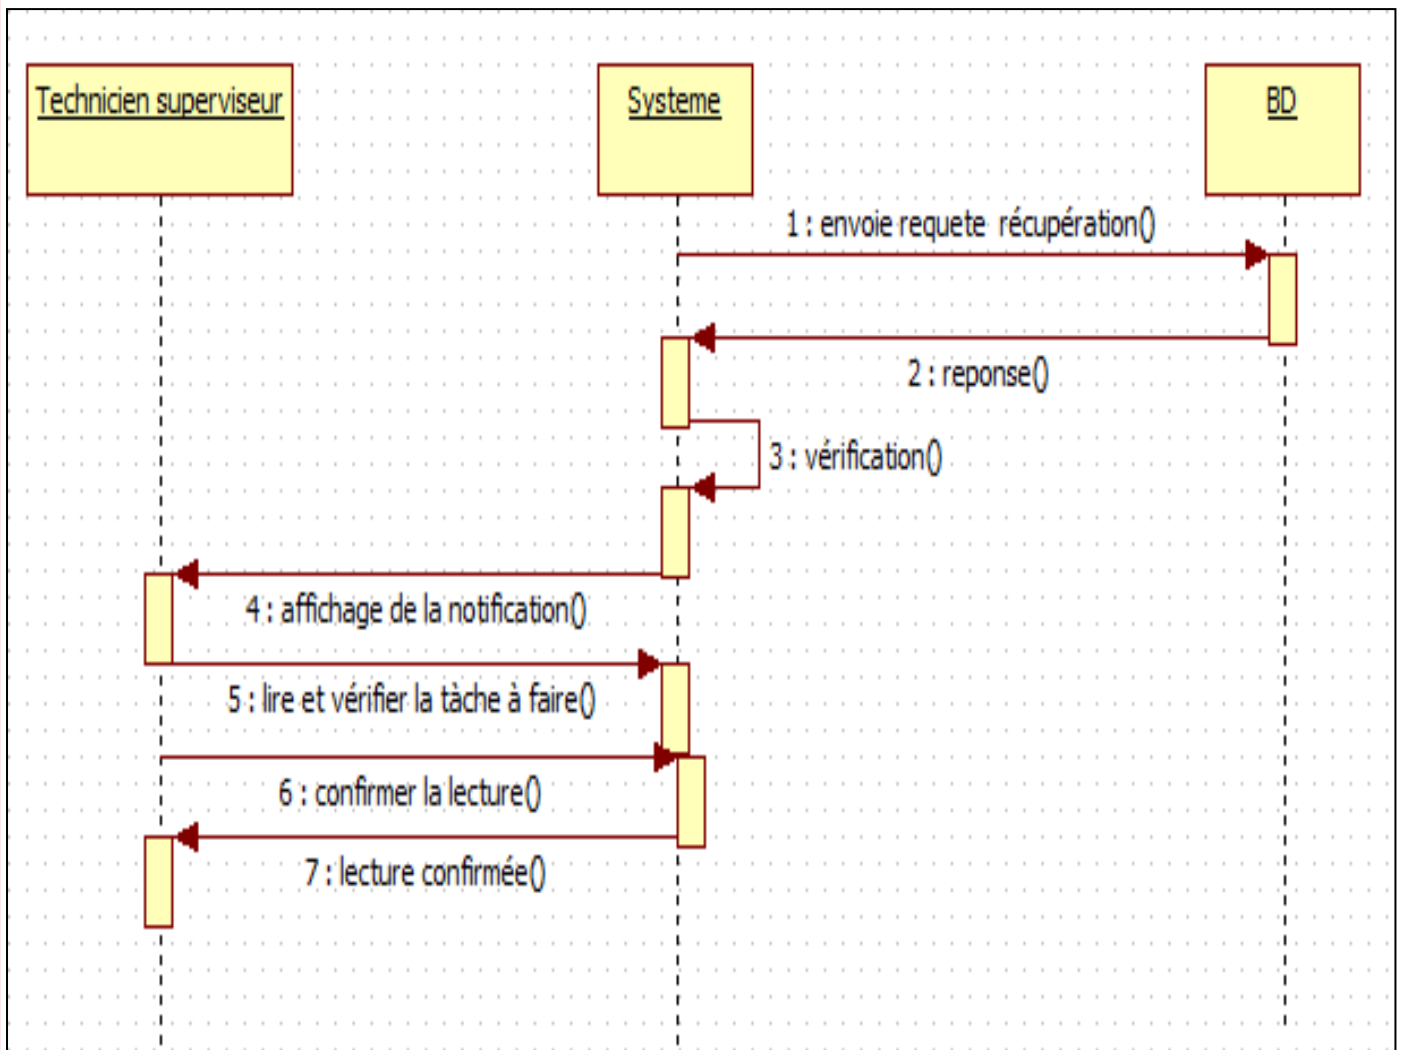 Technicien superviseur
Systeme
BD
1 : envoie requete récupération()
2 : reponse()
3 : vérification()
4 : affichage de la notification()
5 : lire et vérifier la tàche à faire()
6 : confirmer la lecture()
7 : lecture confirmée()